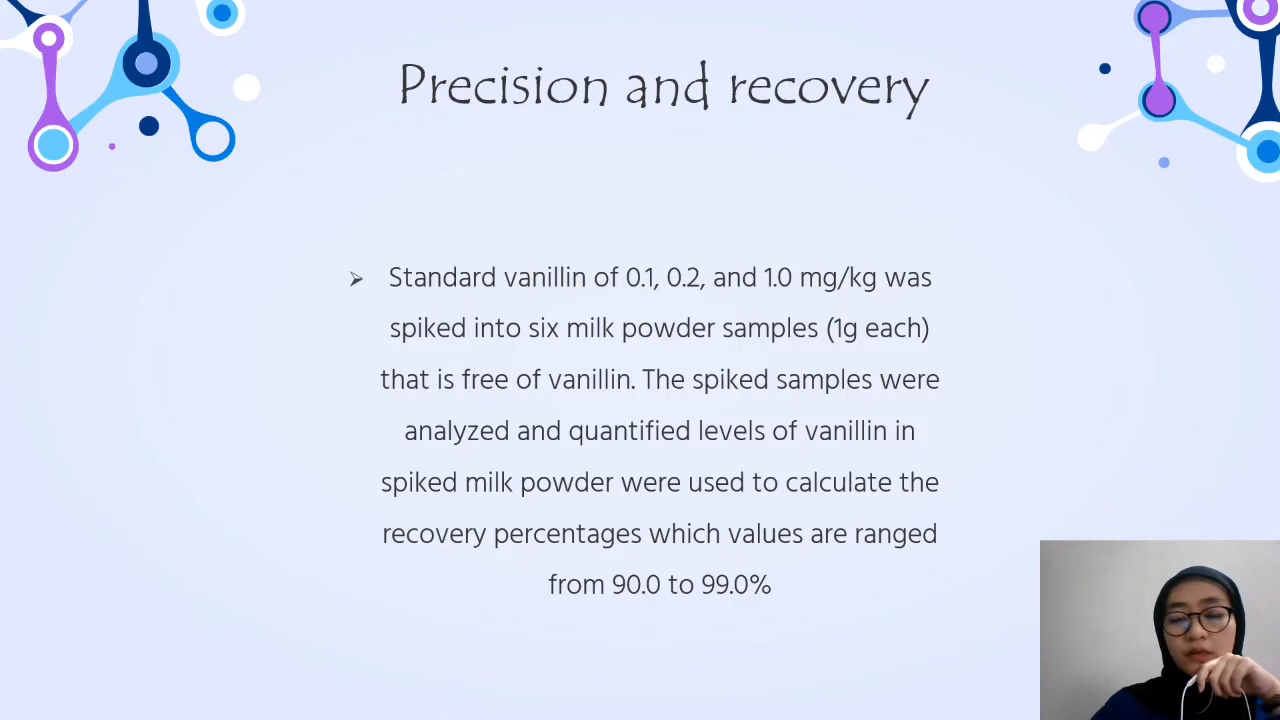 Precision and recovery
➢ Standard vanillin of 0.1, 0.2, and 1.0 mg/kg was
spiked into six milk powder samples (1g each)
that is free of vanillin. The spiked samples were
analyzed and quantified levels of vanillin in
spiked milk powder were used to calculate the
recovery percentages which values are ranged
from 90.0 to 99.0%